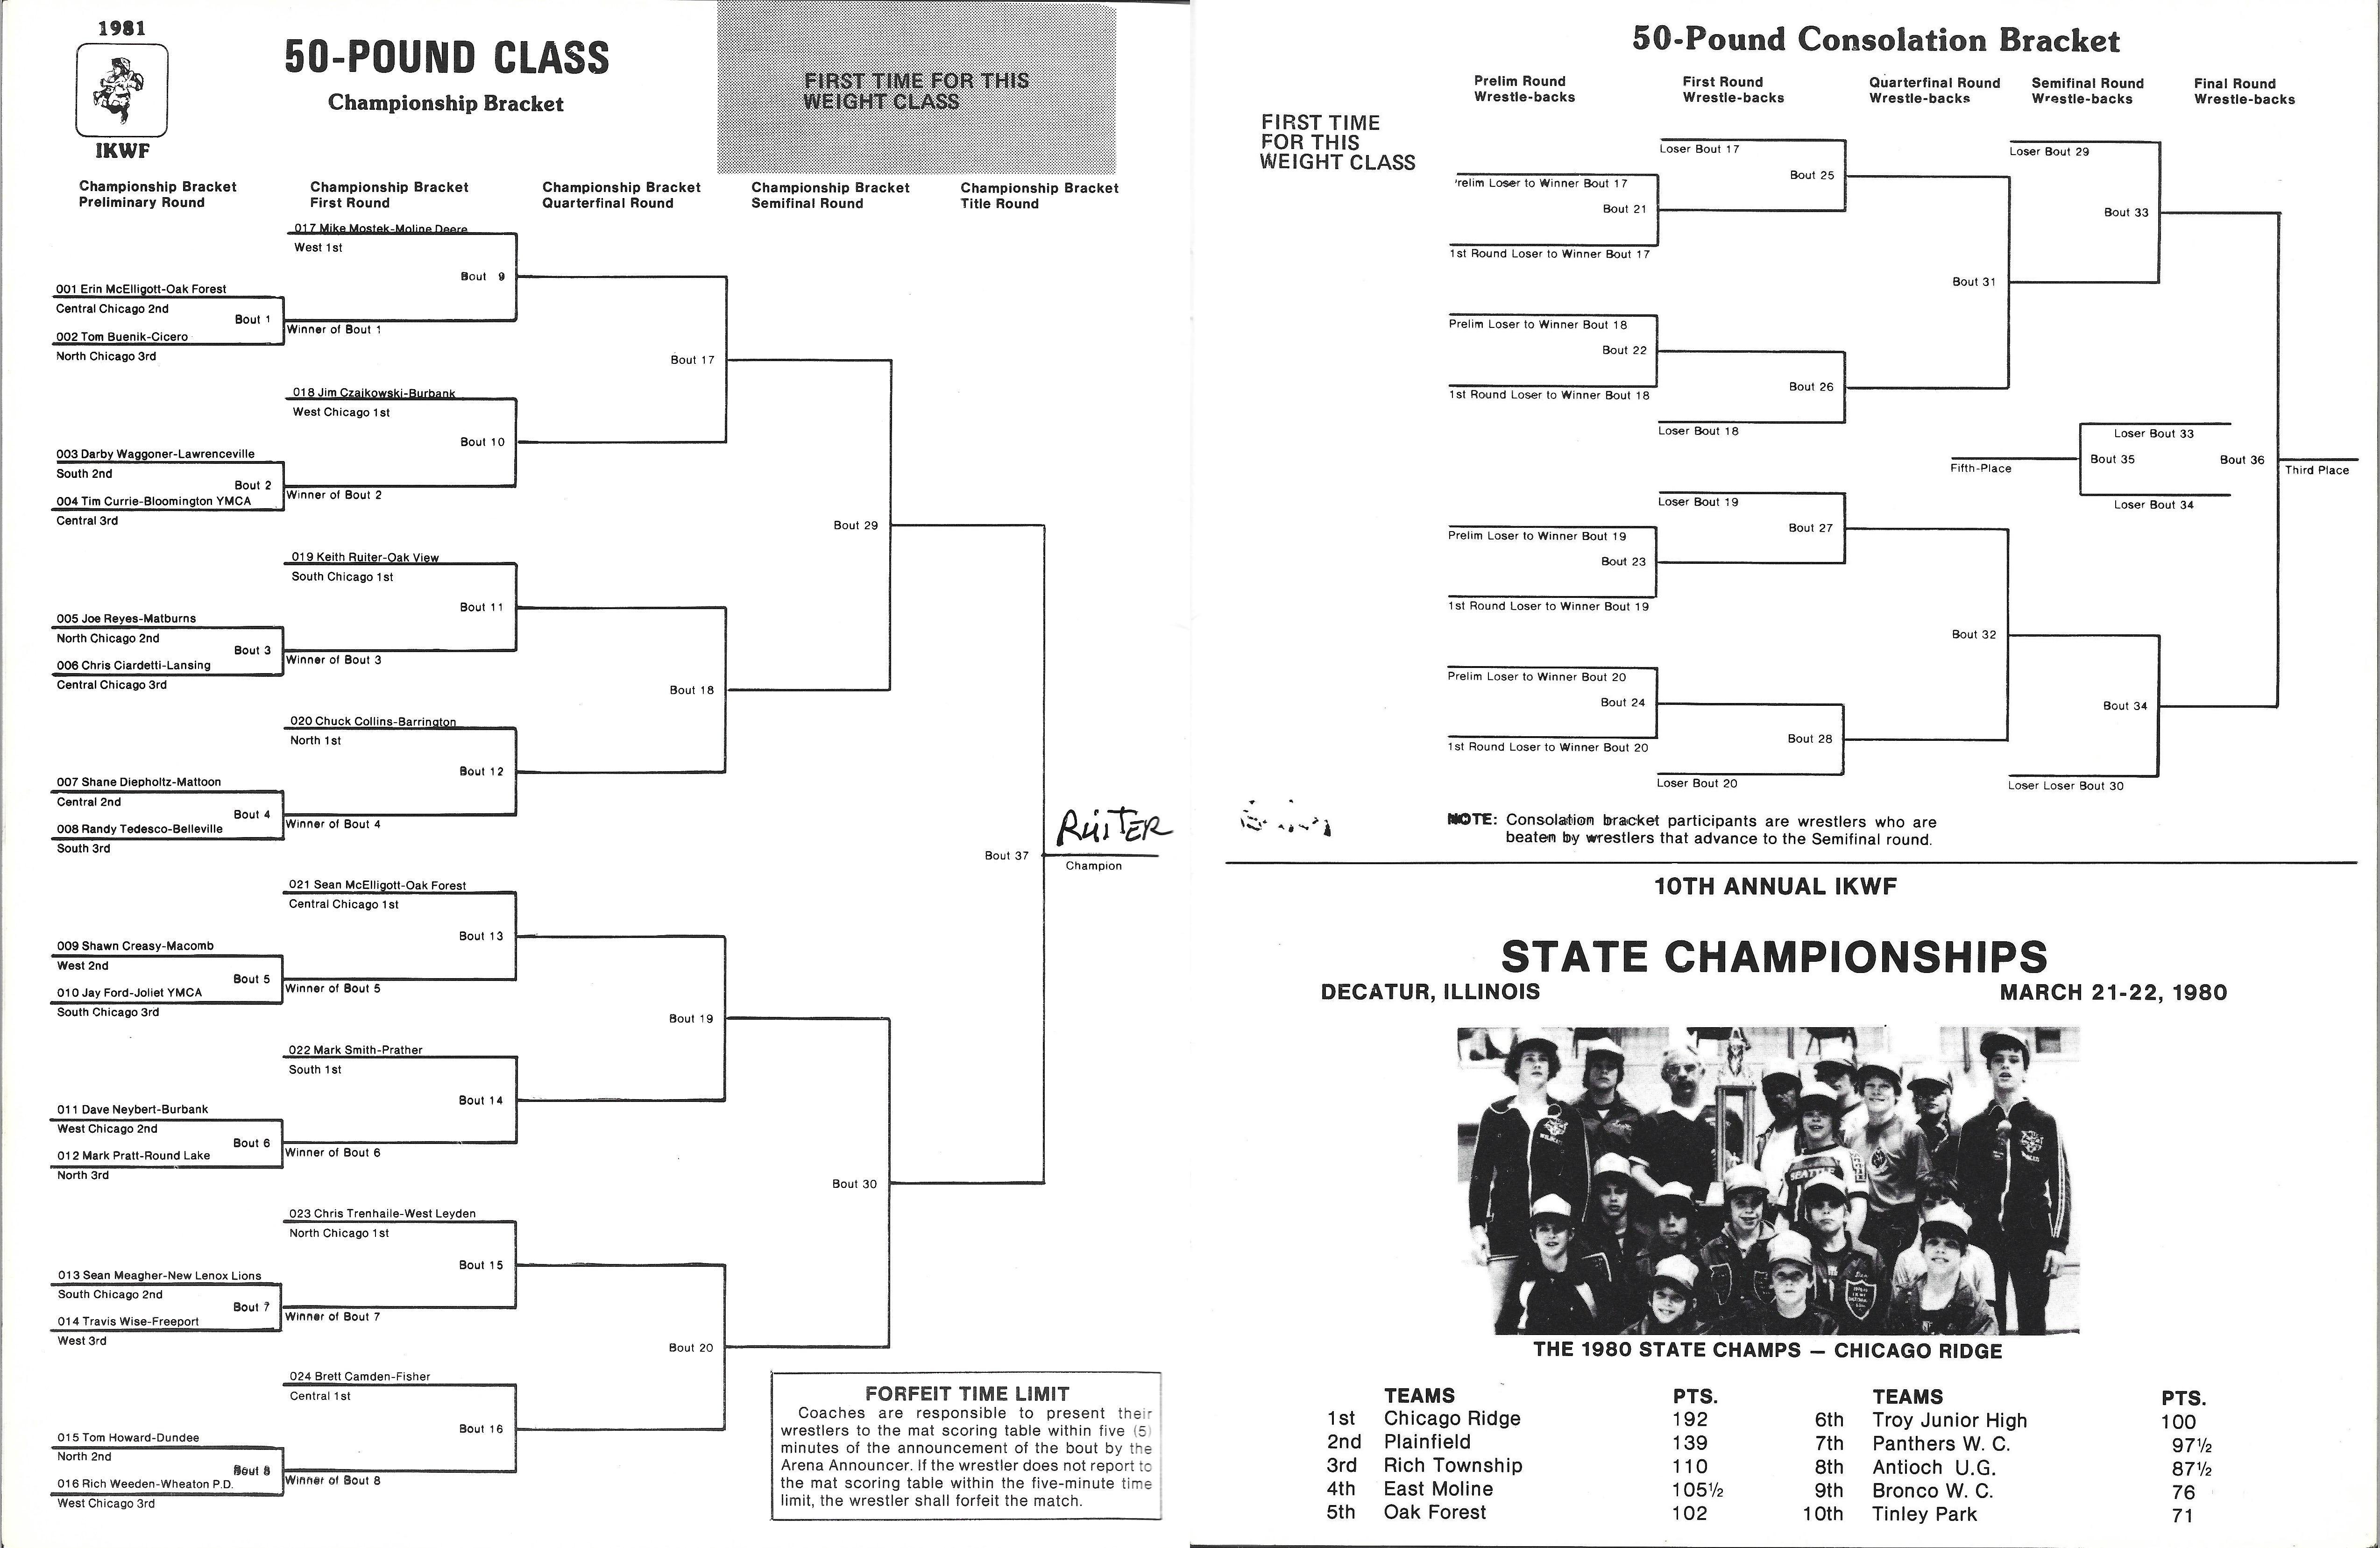 1981
IKWF
50-POUND CLASS
Championship Bracket
FIRST TIME FOR THIS
WEIGHT CLASS
Championship Bracket
Preliminary Round
Championship Bracket
First Round
Championship Bracket
Quarterfinal Round
Championship Bracket
Semifinal Round
Championship Bracket
Title Round
017 Mike Mostek-Moline Deere
West 1st
Bout 9
001 Erin McElligott-Oak Forest
Central Chicago 2nd
Bout 1
Winner of Bout 1
002 Tom Buenik-Cicero
North Chicago 3rd
Bout 17
018 Jim Czaikowski-Burbank
West Chicago 1st
Bout 10
003 Darby Waggoner-Lawrenceville
South 2nd
Bout 2
Winner of Bout 2
004 Tim Currie-Bloomington YMCA
Central 3rd
Bout 29
019 Keith Ruiter-Oak View
South Chicago 1st
Bout 11
005 Joe Reyes-Matburns
North Chicago 2nd
Bout 3
Winner of Bout 3
006 Chris Ciardetti-Lansing
Central Chicago 3rd
Bout 18
020 Chuck Collins-Barrington
North 1st
Bout 12
007 Shane Diepholtz-Mattoon
Central 2nd
Bout 4
Winner of Bout 4
008 Randy Tedesco-Belleville
South 3rd
RUITER
Bout 37
Champion
021 Sean McElligott-Oak Forest
Central Chicago 1st
Bout 13
009 Shawn Creasy-Macomb
West 2nd
Bout 5
Winner of Bout 5
010 Jay Ford-Joliet YMCA
South Chicago 3rd
Bout 19
022 Mark Smith-Prather
South 1st
Bout 14
011 Dave Neybert-Burbank
West Chicago 2nd
Bout 6
Winner of Bout 6
012 Mark Pratt-Round Lake
North 3rd
Bout 30
023 Chris Trenhaile-West Leyden
North Chicago 1st
Bout 15
013 Sean Meagher-New Lenox Lions
South Chicago 2nd
Bout 7
Winner of Bout 7
014 Travis Wise-Freeport
West 3rd
Bout 20
024 Brett Camden-Fisher
Central 1st
Bout 16
015 Tom Howard-Dundee
North 2nd
Bout 8
Winner of Bout 8
016 Rich Weeden-Wheaton P.D.
West Chicago 3rd
FORFEIT TIME LIMIT
Coaches are responsible to present their
wrestlers to the mat scoring table within five (5)
minutes of the announcement of the bout by the
Arena Announcer. If the wrestler does not report to
the mat scoring table within the five-minute time
limit, the wrestler shall forfeit the match.
50-Pound Consolation Bracket
Prelim Round
Wrestle-backs
First Round
Wrestle-backs
Quarterfinal Round
Wrestle-backs
Semifinal Round
Wrestle-backs
Final Round
Wrestle-backs
FIRST TIME
FOR THIS
WEIGHT CLASS
Loser Bout 17
Bout 25
Loser Bout 29
Prelim Loser to Winner Bout 17
Bout 21
Bout 33
1st Round Loser to Winner Bout 17
Bout 31
Prelim Loser to Winner Bout 18
Bout 22
Bout 26
1st Round Loser to Winner Bout 18
Loser Bout 18
Loser Bout 33
Fifth-Place
Bout 35
Bout 36
Third Place
Loser Bout 34
Loser Bout 19
Bout 27
Prelim Loser to Winner Bout 19
Bout 23
1st Round Loser to Winner Bout 19
Bout 32
Prelim Loser to Winner Bout 20
Bout 24
Bout 34
1st Round Loser to Winner Bout 20
Bout 28
Loser Bout 20
Loser Loser Bout 30
NOTE: Consolation bracket participants are wrestlers who are
beaten by wrestlers that advance to the Semifinal round.
10TH ANNUAL IKWF
STATE CHAMPIONSHIPS
DECATUR, ILLINOIS MARCH 21-22, 1980
SEATTLE
THE 1980 STATE CHAMPS — CHICAGO RIDGE
TEAMS PTS. TEAMS PTS.
1st Chicago Ridge 192 6th Troy Junior High 100
2nd Plainfield 139 7th Panthers W. C. 97½
3rd Rich Township 110 8th Antioch U.G. 87½
4th East Moline 105½ 9th Bronco W. C. 76
5th Oak Forest 102 10th Tinley Park 71